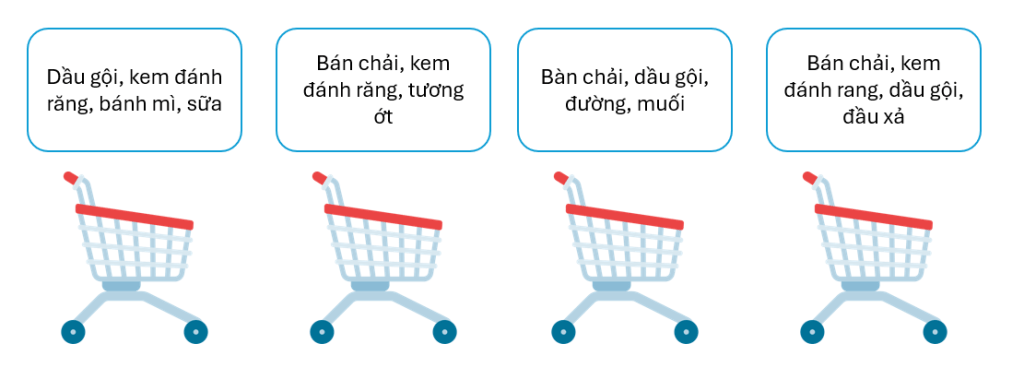 Dầu gội, kem đánh
răng, bánh mì, sữa
Bán chải, kem
đánh răng, tương
ớt
Bàn chải, dầu gội,
đường, muối
Bán chải, kem
đánh rang, dầu gội,
đầu xả